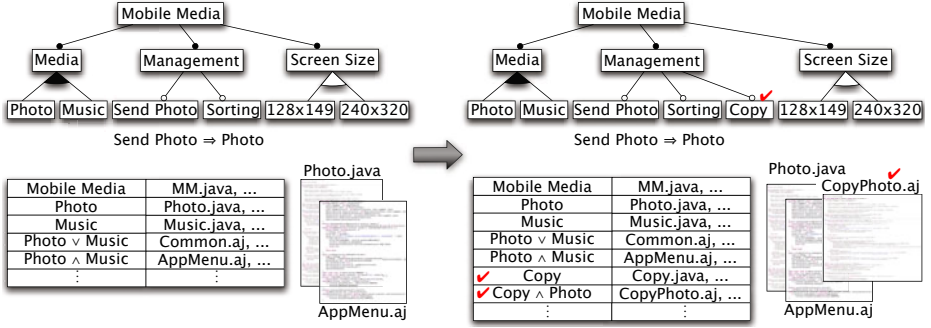 Mobile Media
Media Management Screen Size
Photo Music Send Photo Sorting 128x149 240x320
Send Photo ⇒ Photo
Mobile Media MM.java, ...
Photo Photo.java, ...
Music Music.java, ...
Photo ∨ Music Common.aj, ...
Photo ∧ Music AppMenu.aj, ...
⋮ ⋮
Photo.java
AppMenu.aj
Mobile Media
Media Management Screen Size
Photo Music Send Photo Sorting Copy 128x149 240x320
Send Photo ⇒ Photo
Mobile Media MM.java, ...
Photo Photo.java, ...
Music Music.java, ...
Photo ∨ Music Common.aj, ...
Photo ∧ Music AppMenu.aj, ...
✔ Copy Copy.java, ...
✔ Copy ∧ Photo CopyPhoto.aj, ...
⋮ ⋮
Photo.java
CopyPhoto.aj
AppMenu.aj